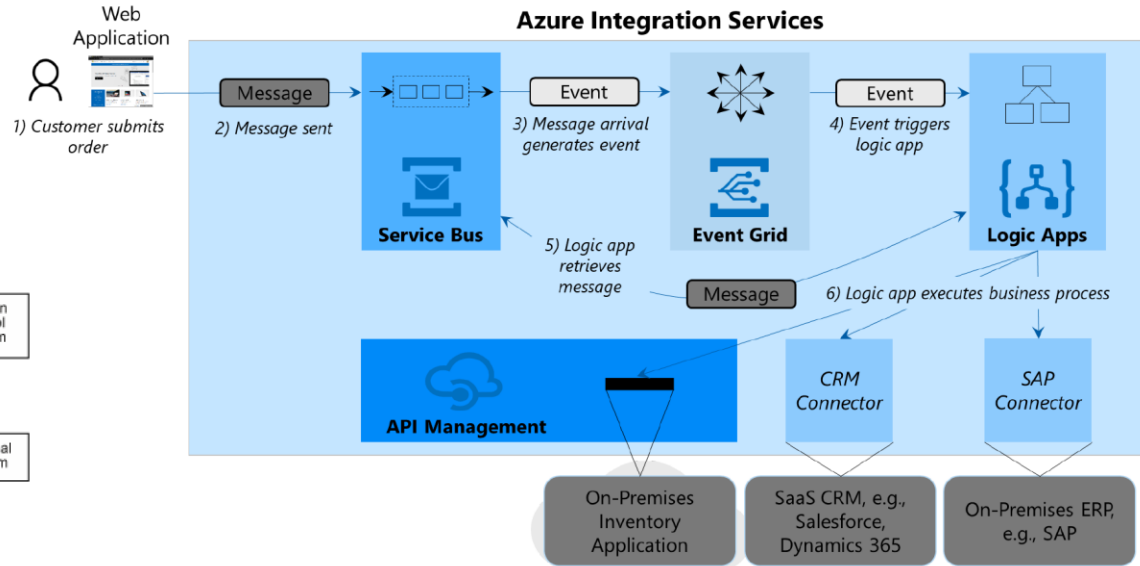 Web
Application
Azure Integration Services
Message
Event
Event
1) Customer submits
order
2) Message sent
3) Message arrival
generates event
4) Event triggers
logic app
Service Bus
Event Grid
Logic Apps
5) Logic app
retrieves
message
Message
6) Logic app executes business process
API Management
CRM
Connector
SAP
Connector
On-Premises
Inventory
Application
SaaS CRM, e.g.,
Salesforce,
Dynamics 365
On-Premises ERP,
e.g., SAP